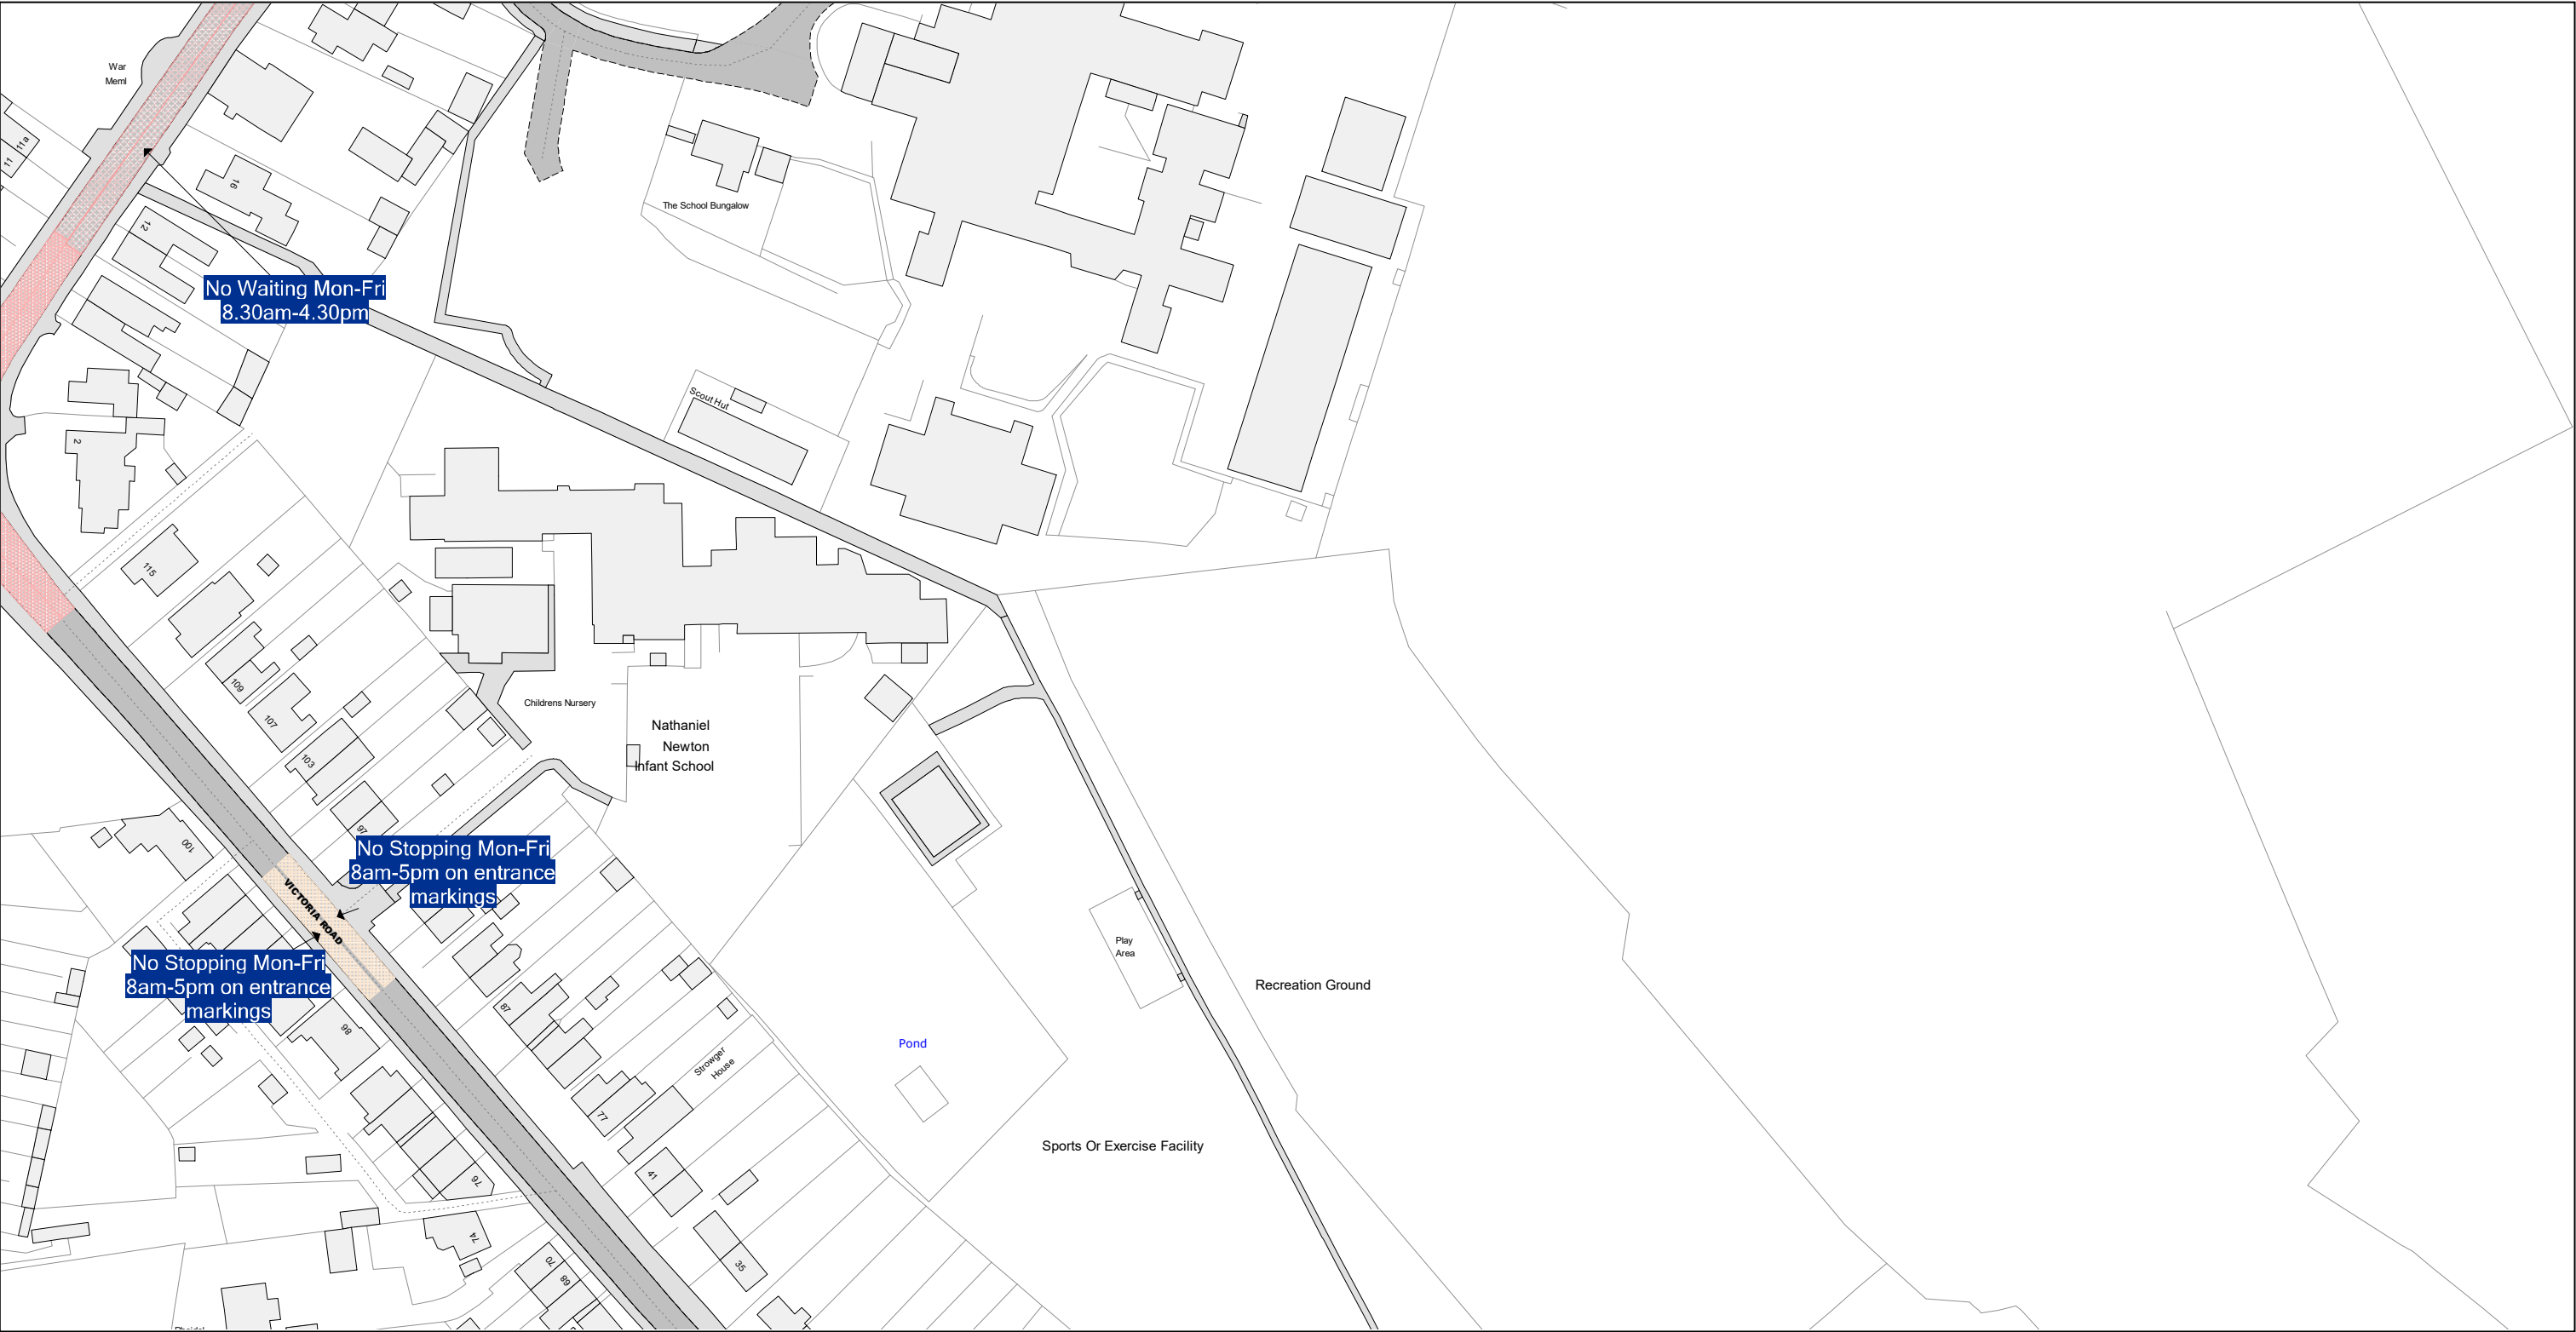 War
Meml
11a
11
16
12
The School Bungalow
No Waiting Mon-Fri
8.30am-4.30pm
Scout Hut
2
115
109
107
103
97
Childrens Nursery
Nathaniel
Newton
Infant School
100
No Stopping Mon-Fri
8am-5pm on entrance
markings
VICTORIA ROAD
No Stopping Mon-Fri
8am-5pm on entrance
markings
Play
Area
Recreation Ground
87
98
Pond
Strowger
House
77
Sports Or Exercise Facility
41
76
74
70
68
35